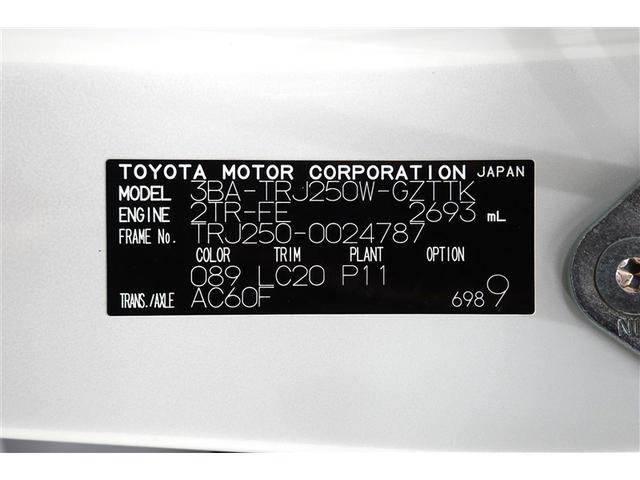 TOYOTA MOTOR CORPORATION JAPAN
MODEL 3BA-TRJ250W-GZTTK
ENGINE 2TR-FE 2693 mL
FRAME No. TRJ250-0024787
COLOR TRIM PLANT OPTION
089 LC20 P11
TRANS./AXLE AC60F 698 9